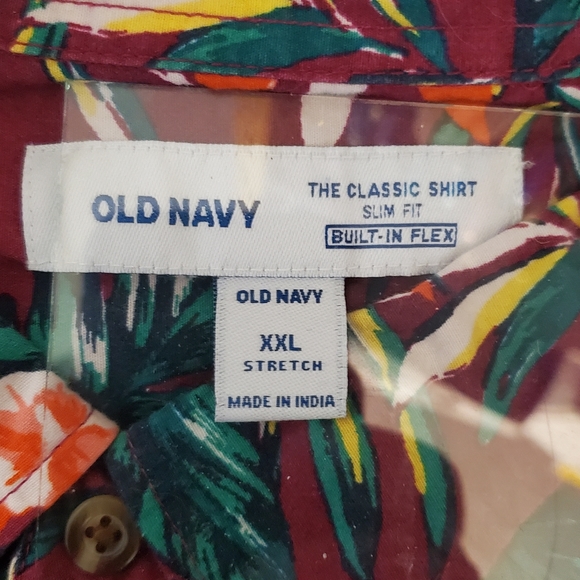 OLD NAVY
THE CLASSIC SHIRT
SLIM FIT
BUILT-IN FLEX
OLD NAVY
XXL
STRETCH
MADE IN INDIA